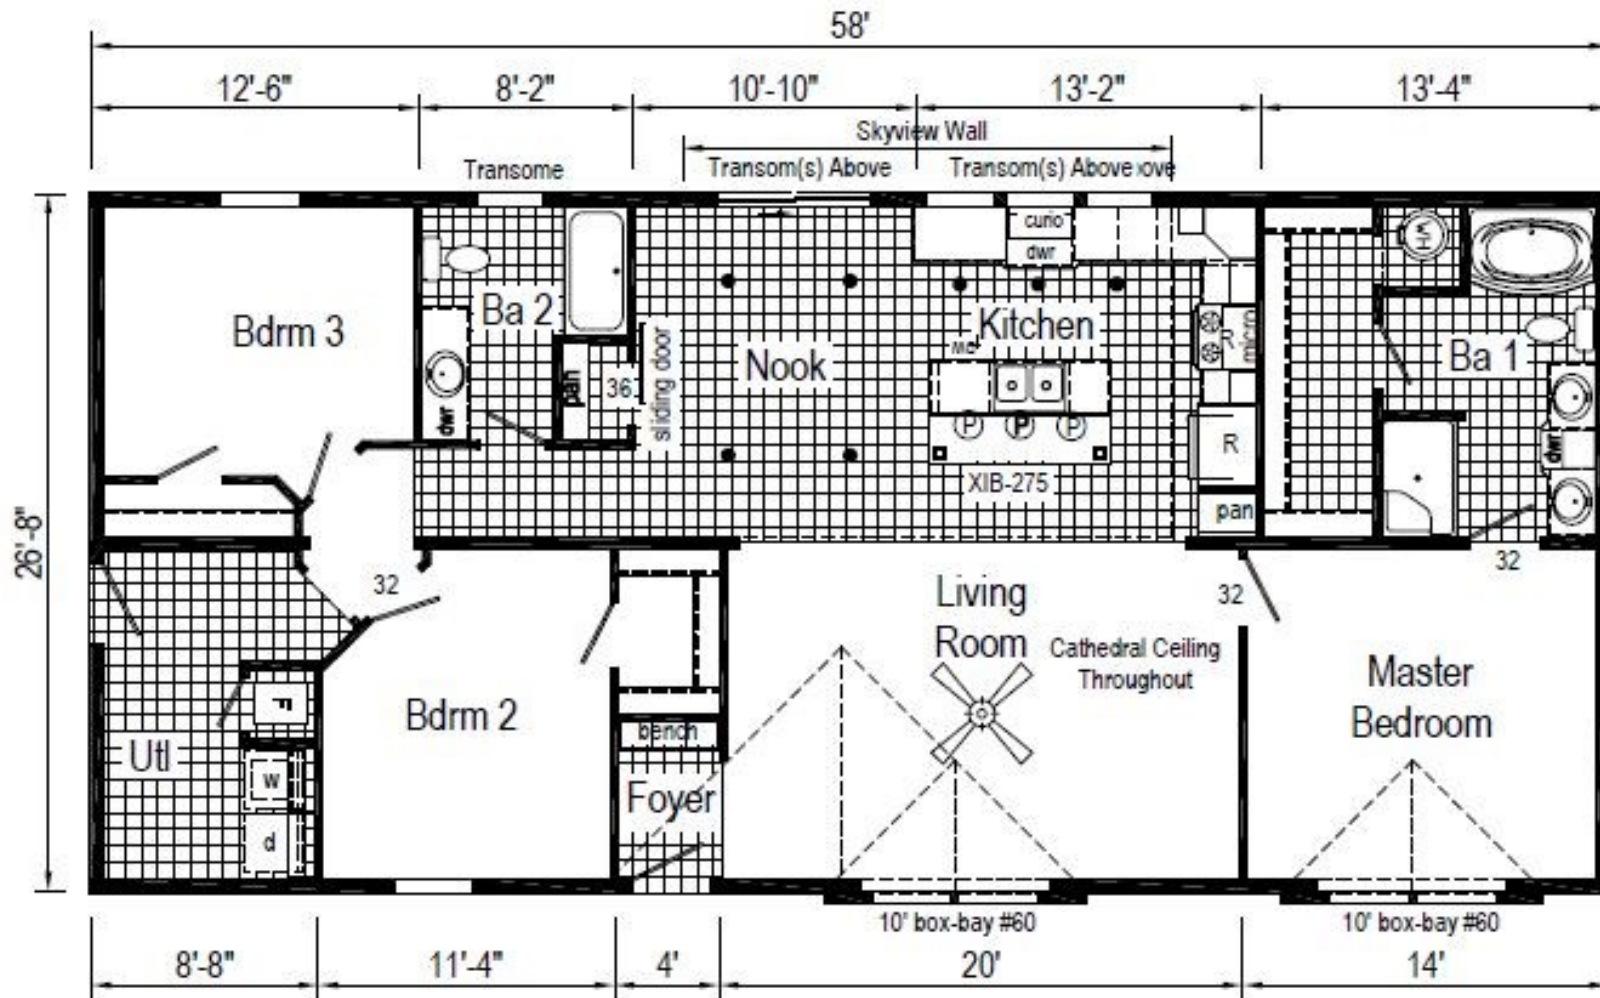 58'
12'-6" 8'-2" 10'-10" 13'-2" 13'-4"
Skyview Wall
Transome Transom(s) Above Transom(s) Above ove
curio
dwr
WH
Bdrm 3
Ba 2
Kitchen
Nook
R
micro
Ba 1
pan
36
sliding door
dwr
P P P
R
dwr
XIB-275
pan
26'-8"
32
32
32
Living
Room
Cathedral Ceiling
Throughout
Master
Bedroom
F
Bdrm 2
bench
Utl
w
Foyer
d
10' box-bay #60 10' box-bay #60
8'-8" 11'-4" 4' 20' 14'